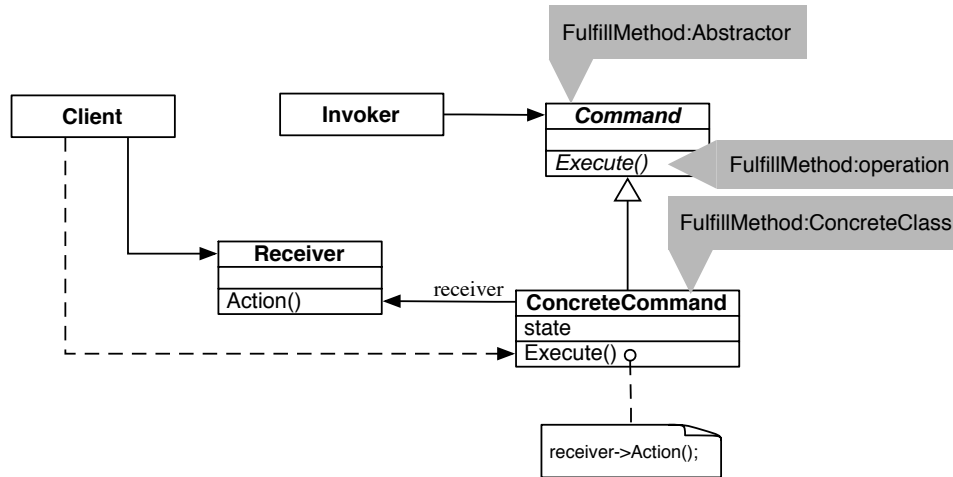 FulfillMethod:Abstractor
Client
Invoker
Command
Execute()
FulfillMethod:operation
FulfillMethod:ConcreteClass
Receiver
Action()
receiver
ConcreteCommand
state
Execute()
receiver->Action();